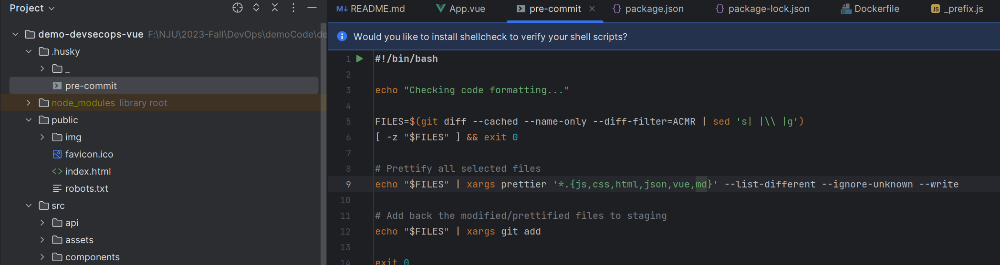 Project
demo-devsecops-vue F:\NJU\2023-Fall\DevOps\demoCode\de
.husky
_
pre-commit
node_modules library root
public
img
favicon.ico
index.html
robots.txt
src
api
assets
components
README.md App.vue pre-commit package.json package-lock.json Dockerfile _prefix.js
Would you like to install shellcheck to verify your shell scripts?
1 #!/bin/bash
2
3 echo "Checking code formatting..."
4
5 FILES=$(git diff --cached --name-only --diff-filter=ACMR | sed 's| |\\ |g')
6 [ -z "$FILES" ] && exit 0
7
8 # Prettify all selected files
9 echo "$FILES" | xargs prettier '*.{js,css,html,json,vue,md}' --list-different --ignore-unknown --write
10
11 # Add back the modified/prettified files to staging
12 echo "$FILES" | xargs git add
13
14 exit 0